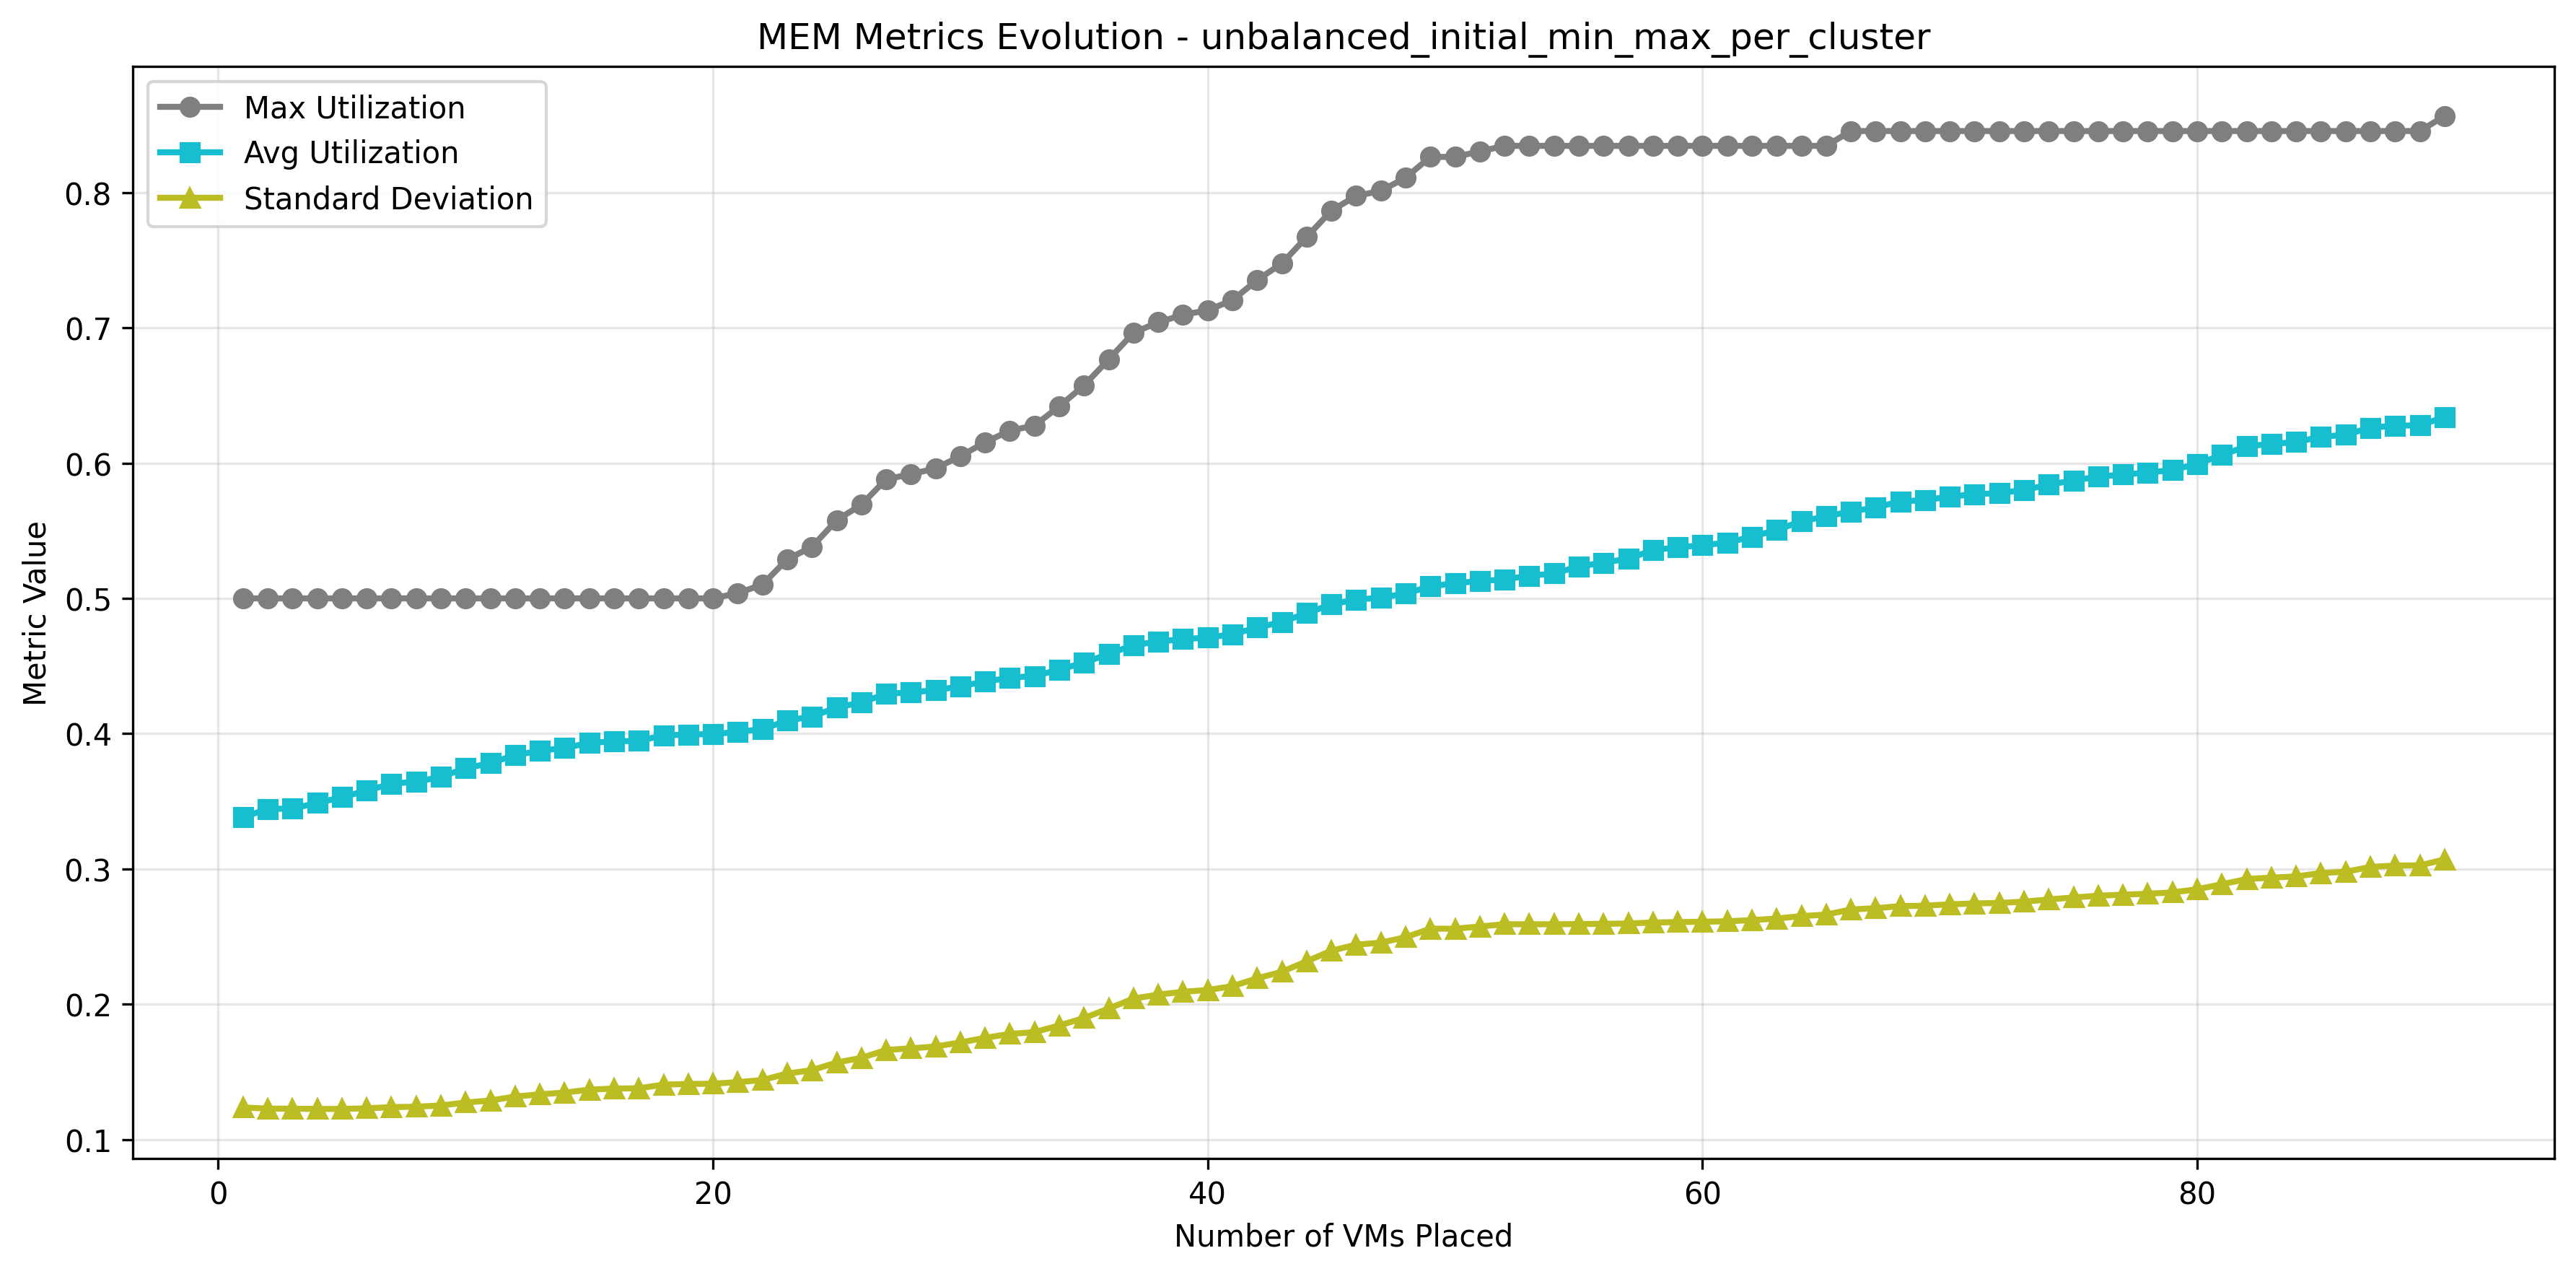 MEM Metrics Evolution - unbalanced_initial_min_max_per_cluster
Max Utilization
Avg Utilization
Standard Deviation
Metric Value
0.8
0.7
0.6
0.5
0.4
0.3
0.2
0.1
0 20 40 60 80
Number of VMs Placed